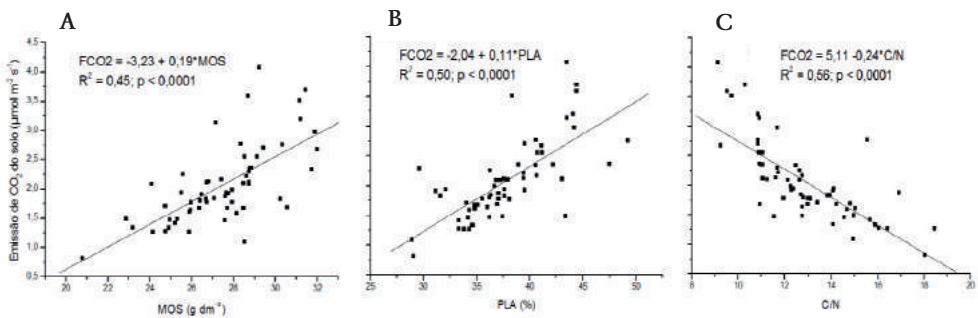 A
B
C
Emissão de CO₂ do solo (μmol m⁻² s⁻¹)
4,5
4,0
3,5
3,0
2,5
2,0
1,5
1,0
0,5
FCO2 = -3,23 + 0,19*MOS
R² = 0,45; p < 0,0001
20 22 24 26 28 30 32
MOS (g dm⁻³)
FCO2 = -2,04 + 0,11*PLA
R² = 0,50; p < 0,0001
25 30 35 40 45 50
PLA (%)
FCO2 = 5,11 -0,24*C/N
R² = 0,56; p < 0,0001
8 10 12 14 16 18 20
C/N